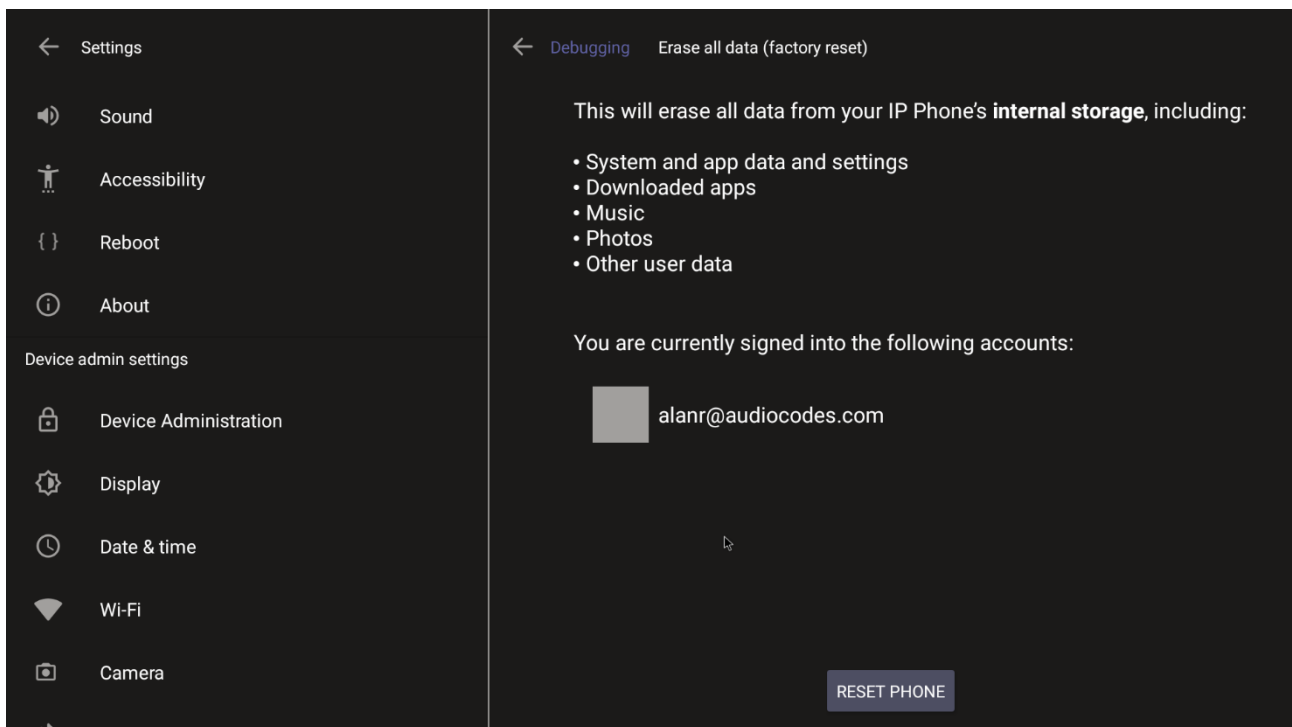 Settings
Sound
Accessibility
Reboot
About
Device admin settings
Device Administration
Display
Date & time
Wi-Fi
Camera
Debugging Erase all data (factory reset)
This will erase all data from your IP Phone’s internal storage, including:
• System and app data and settings
• Downloaded apps
• Music
• Photos
• Other user data
You are currently signed into the following accounts:
alanr@audiocodes.com
RESET PHONE